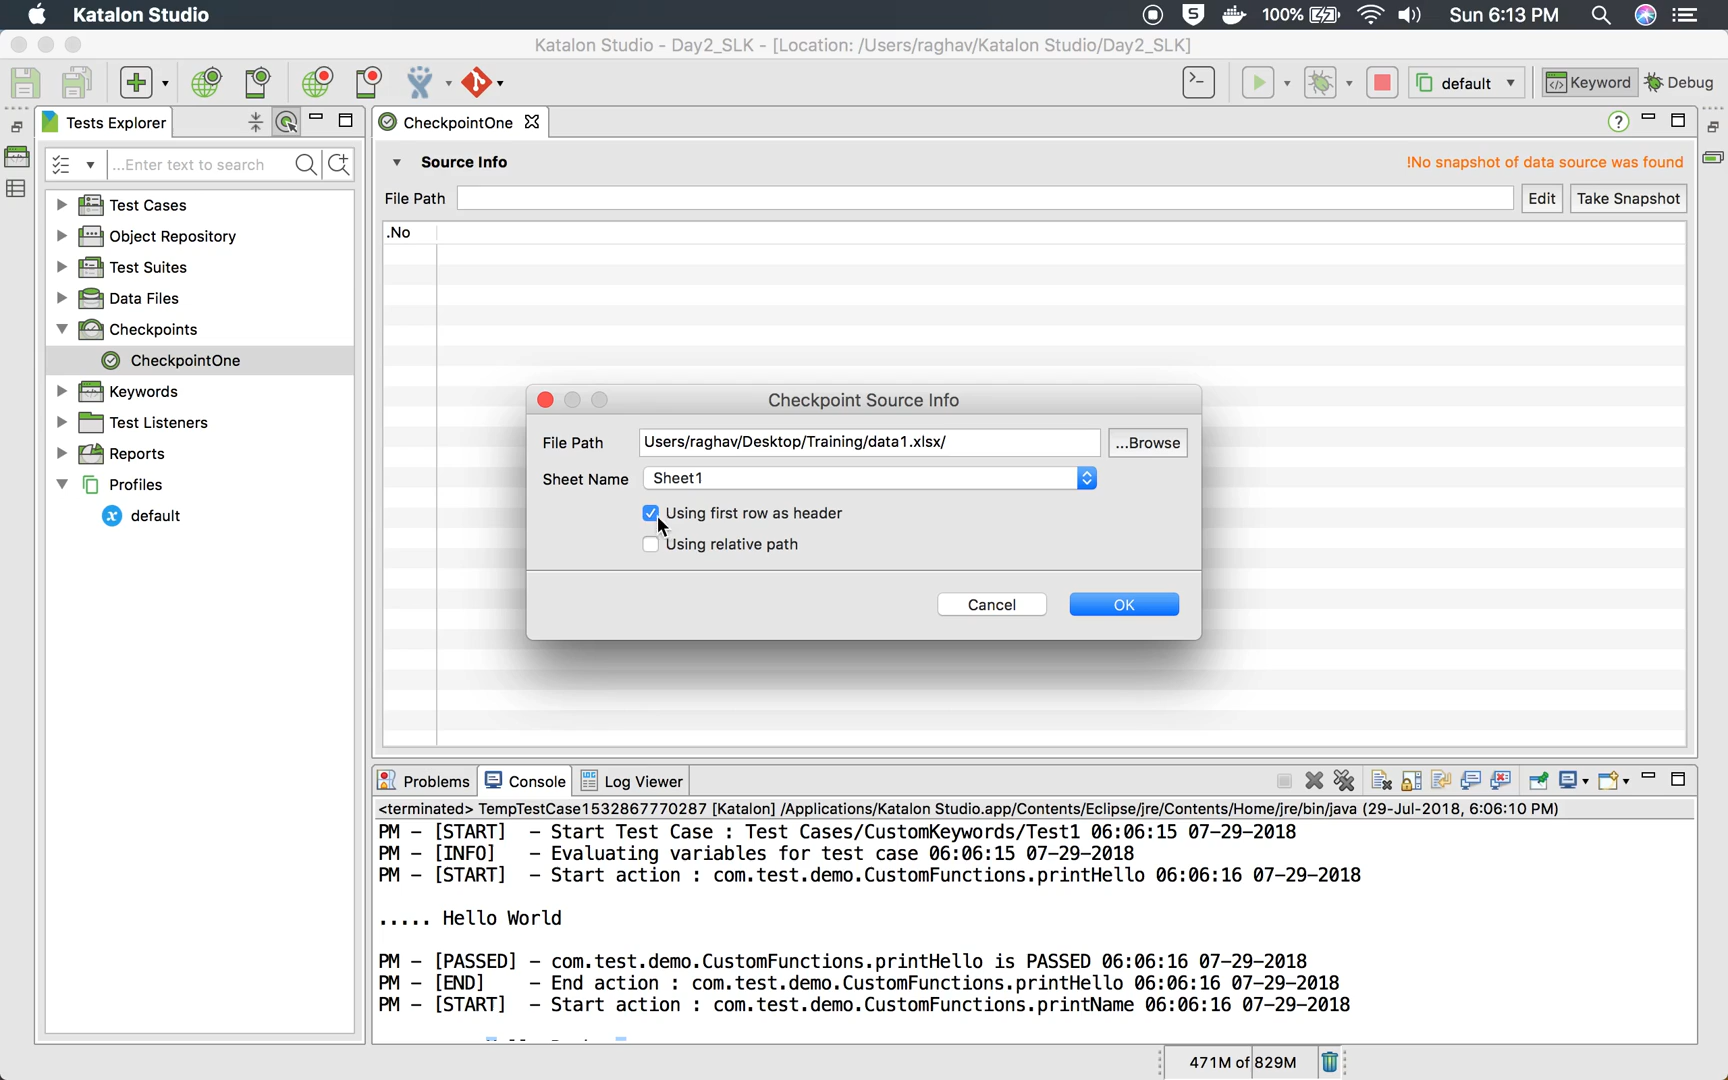 Katalon Studio
100%
Sun 6:13 PM
Katalon Studio - Day2_SLK - [Location: /Users/raghav/Katalon Studio/Day2_SLK]
default
Keyword
Debug
Tests Explorer
CheckpointOne
...Enter text to search
Source Info
!No snapshot of data source was found
File Path
Edit
Take Snapshot
.No
Test Cases
Object Repository
Test Suites
Data Files
Checkpoints
CheckpointOne
Keywords
Test Listeners
Reports
Profiles
default
Checkpoint Source Info
File Path
Users/raghav/Desktop/Training/data1.xlsx/
...Browse
Sheet Name
Sheet1
Using first row as header
Using relative path
Cancel
OK
Problems
Console
Log Viewer
<terminated> TempTestCase1532867770287 [Katalon] /Applications/Katalon Studio.app/Contents/Eclipse/jre/Contents/Home/jre/bin/java (29-Jul-2018, 6:06:10 PM)
PM - [START] - Start Test Case : Test Cases/CustomKeywords/Test1 06:06:15 07-29-2018
PM - [INFO] - Evaluating variables for test case 06:06:15 07-29-2018
PM - [START] - Start action : com.test.demo.CustomFunctions.printHello 06:06:16 07-29-2018
..... Hello World
PM - [PASSED] - com.test.demo.CustomFunctions.printHello is PASSED 06:06:16 07-29-2018
PM - [END] - End action : com.test.demo.CustomFunctions.printHello 06:06:16 07-29-2018
PM - [START] - Start action : com.test.demo.CustomFunctions.printName 06:06:16 07-29-2018
471M of 829M